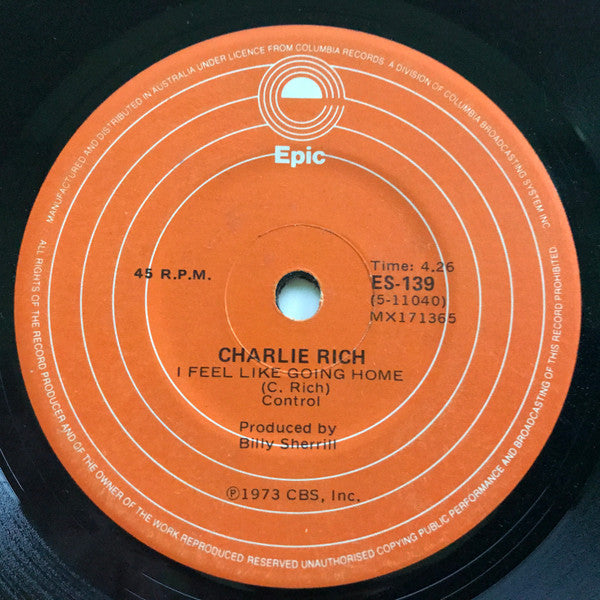 MANUFACTURED AND DISTRIBUTED IN AUSTRALIA UNDER LICENCE FROM COLUMBIA RECORDS. A DIVISION OF COLUMBIA BROADCASTING SYSTEM INC.
Epic
45 R.P.M.
Time: 4.26
ES-139
(5-11040)
MX171365
CHARLIE RICH
I FEEL LIKE GOING HOME
(C. Rich)
Control
Produced by
Billy Sherrill
℗1973 CBS, Inc.
ALL RIGHTS OF THE RECORD PRODUCER AND OF THE OWNER OF THE WORK REPRODUCED RESERVED UNAUTHORISED COPYING PUBLIC PERFORMANCE AND BROADCASTING OF THIS RECORD PROHIBITED.